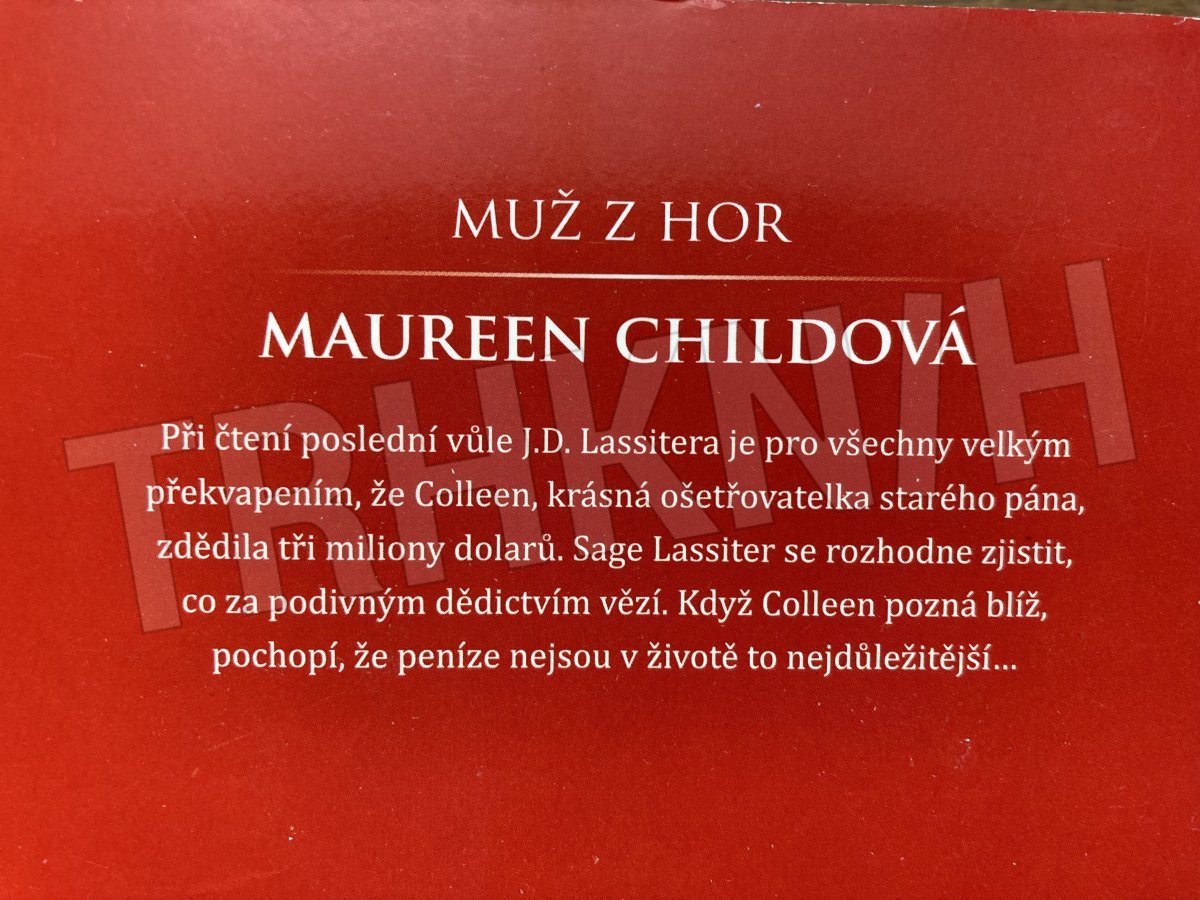 MUŽ Z HOR
MAUREEN CHILDOVÁ
Při čtení poslední vůle J.D. Lassitera je pro všechny velkým
překvapením, že Colleen, krásná ošetřovatelka starého pána,
zdědila tři miliony dolarů. Sage Lassiter se rozhodne zjistit,
co za podivným dědictvím vězí. Když Colleen pozná blíž,
pochopí, že peníze nejsou v životě to nejdůležitější...
TRHKNIH